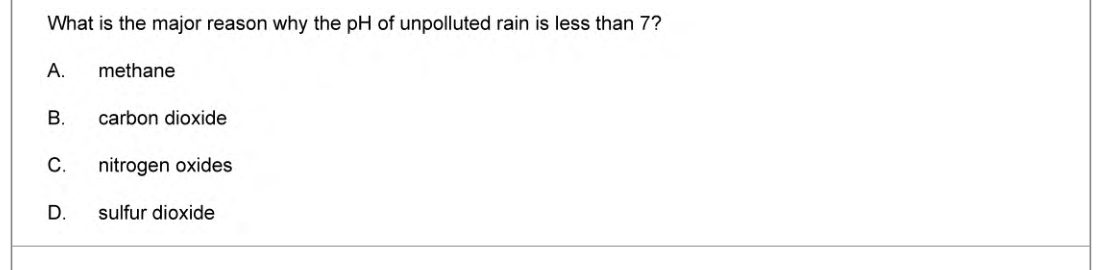 What is the major reason why the pH of unpolluted rain is less than 7?
A. methane
B. carbon dioxide
C. nitrogen oxides
D. sulfur dioxide